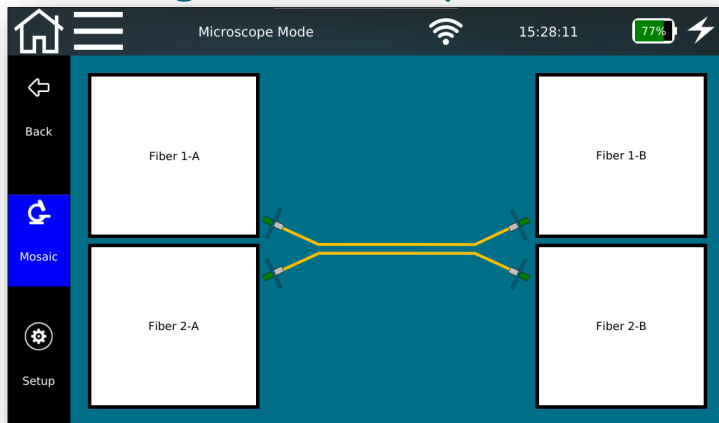 Microscope Mode
15:28:11
77%
Back
Mosaic
Setup
Fiber 1-A
Fiber 1-B
Fiber 2-A
Fiber 2-B